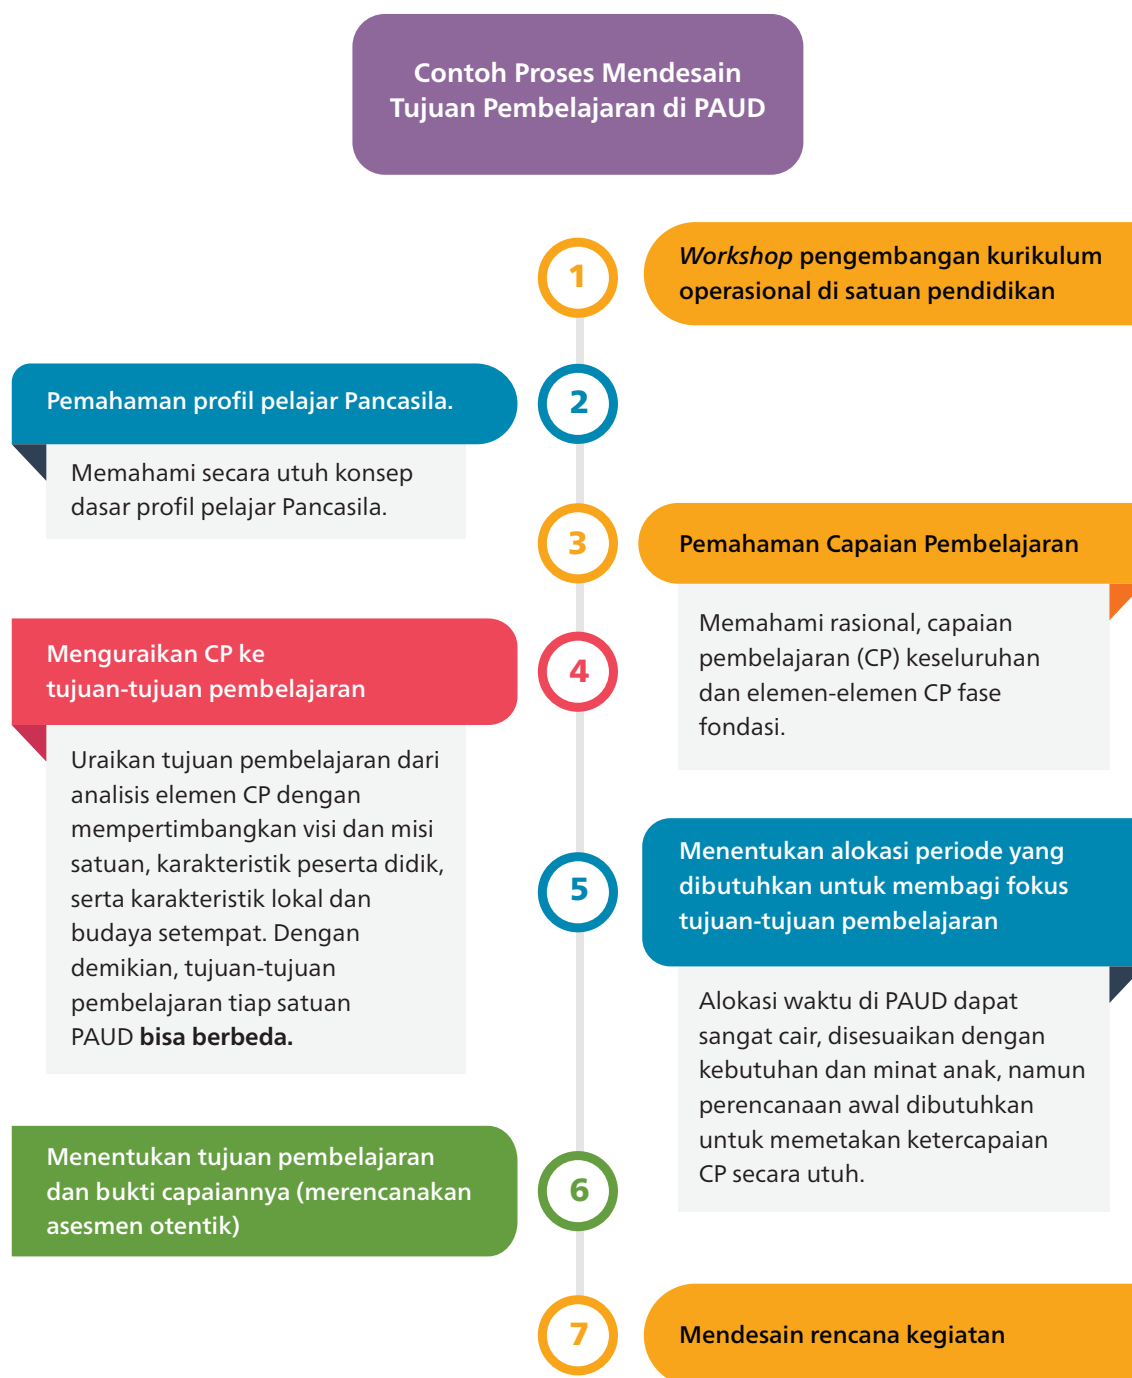 Contoh Proses Mendesain
Tujuan Pembelajaran di PAUD
1
Workshop pengembangan kurikulum
operasional di satuan pendidikan
2
Pemahaman profil pelajar Pancasila.
Memahami secara utuh konsep
dasar profil pelajar Pancasila.
3
Pemahaman Capaian Pembelajaran
Memahami rasional, capaian
pembelajaran (CP) keseluruhan
dan elemen-elemen CP fase
fondasi.
4
Menguraikan CP ke
tujuan-tujuan pembelajaran
Uraikan tujuan pembelajaran dari
analisis elemen CP dengan
mempertimbangkan visi dan misi
satuan, karakteristik peserta didik,
serta karakteristik lokal dan
budaya setempat. Dengan
demikian, tujuan-tujuan
pembelajaran tiap satuan
PAUD bisa berbeda.
5
Menentukan alokasi periode yang
dibutuhkan untuk membagi fokus
tujuan-tujuan pembelajaran
Alokasi waktu di PAUD dapat
sangat cair, disesuaikan dengan
kebutuhan dan minat anak, namun
perencanaan awal dibutuhkan
untuk memetakan ketercapaian
CP secara utuh.
6
Menentukan tujuan pembelajaran
dan bukti capaiannya (merencanakan
asesmen otentik)
7
Mendesain rencana kegiatan